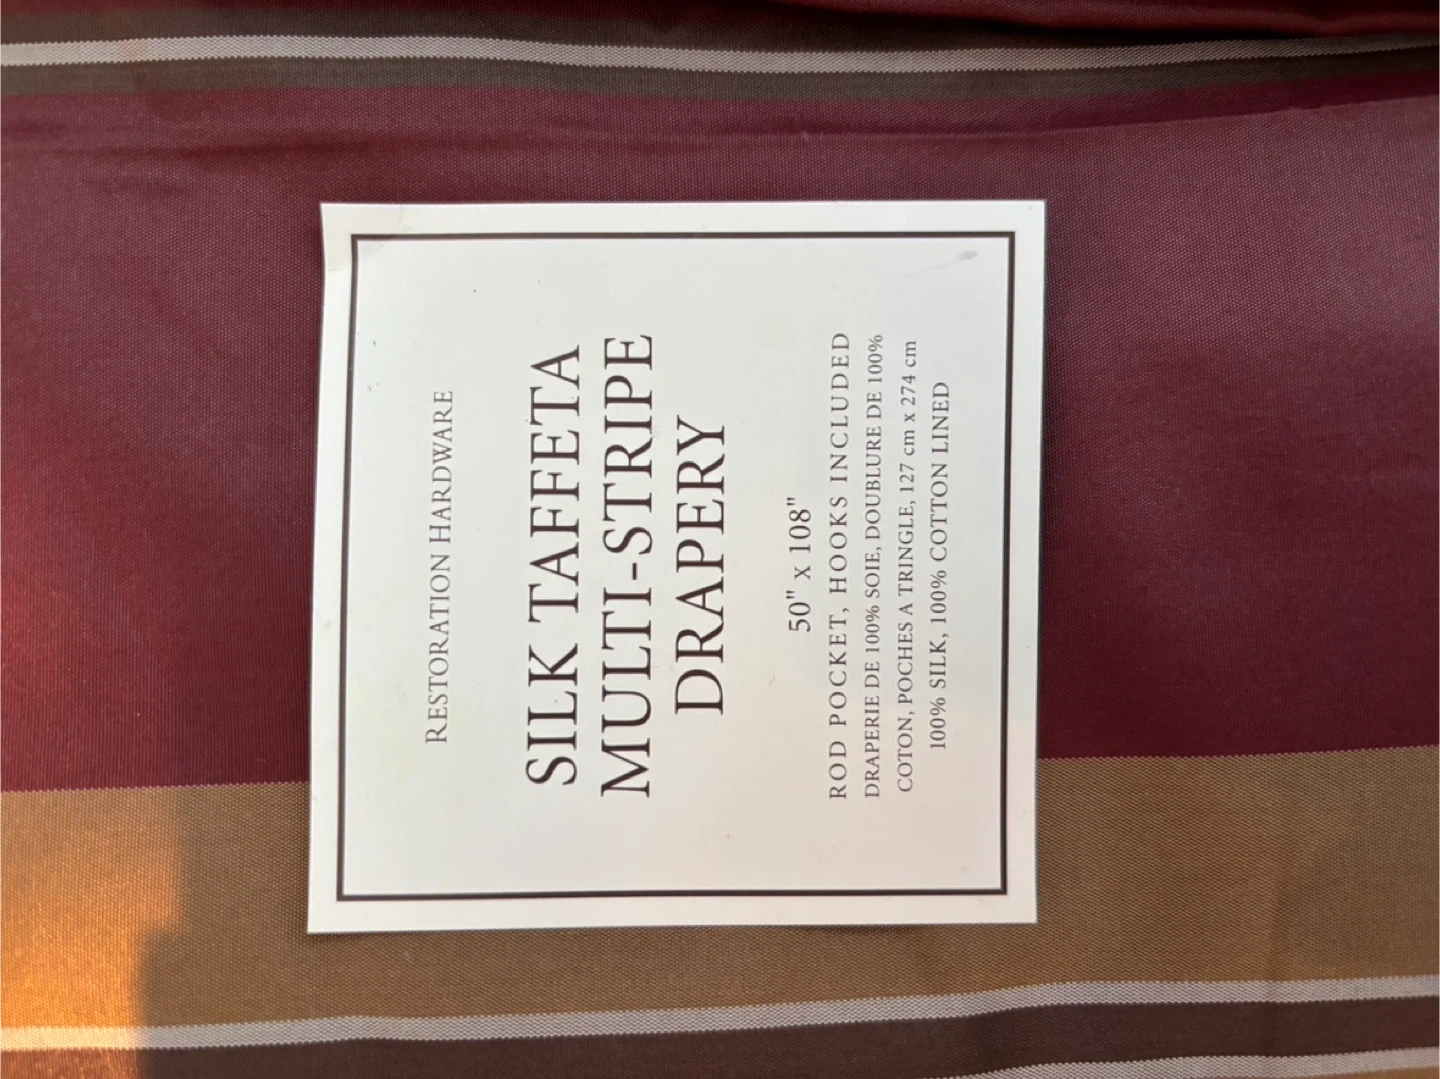 RESTORATION HARDWARE
SILK TAFFETA
MULTI-STRIPE
DRAPERY
50" x 108"
ROD POCKET, HOOKS INCLUDED
DRAPERIE DE 100% SOIE, DOUBLURE DE 100%
COTON, POCHES A TRINGLE, 127 cm x 274 cm
100% SILK, 100% COTTON LINED